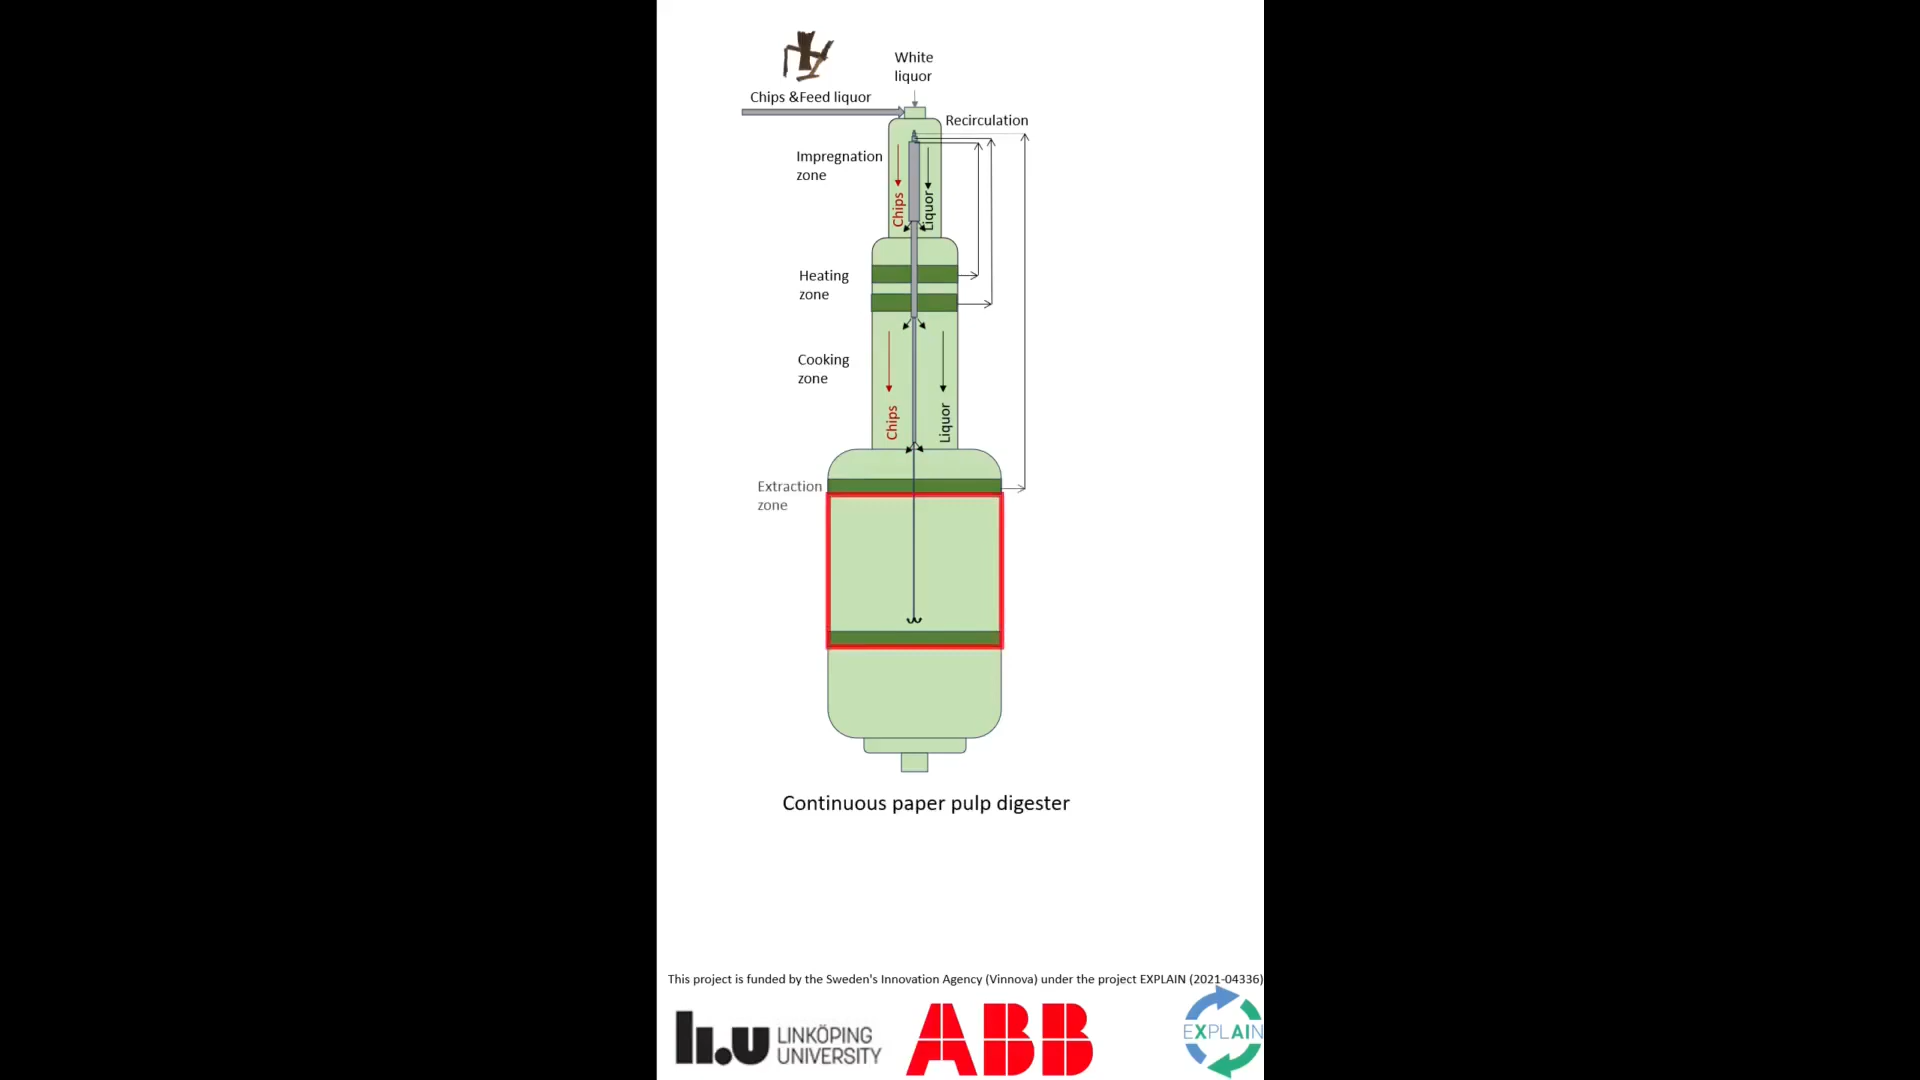 White
liquor
Chips &Feed liquor
Recirculation
Impregnation
zone
Chips
Liquor
Heating
zone
Cooking
zone
Chips
Liquor
Extraction
zone
Continuous paper pulp digester
This project is funded by the Sweden's Innovation Agency (Vinnova) under the project EXPLAIN (2021-04336)
li.u LINKÖPING
UNIVERSITY
ABB
EXPLAIN